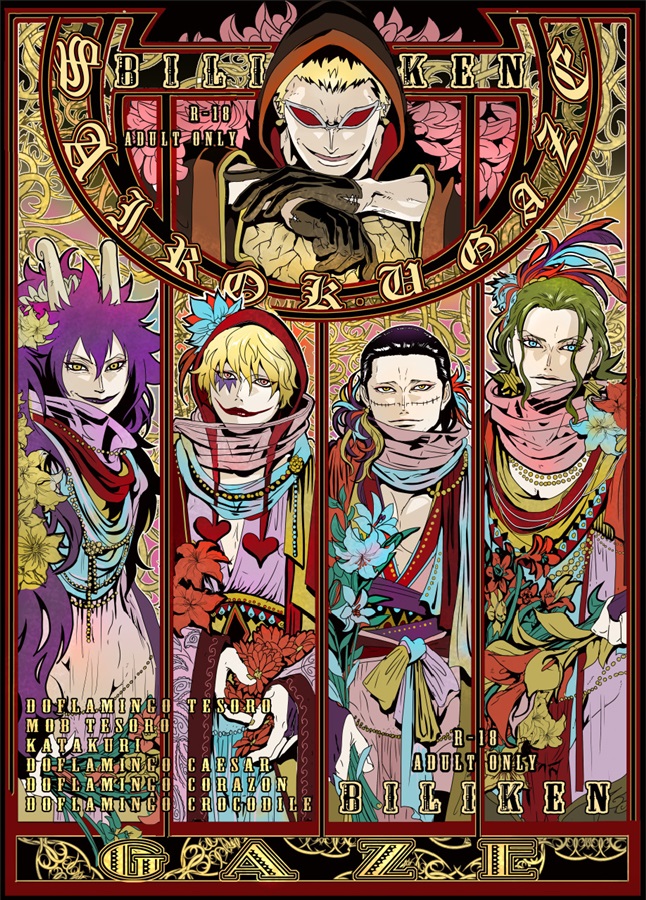 BILIKEN
SAIROKUGAZE
R-18
ADULT ONLY
DOFLAMINGO TESORO
MOB TESORO
KATAKURI
DOFLAMINGO CAESAR
DOFLAMINGO CORAZON
DOFLAMINGO CROCODILE
R-18
ADULT ONLY
BILIKEN
GAZE